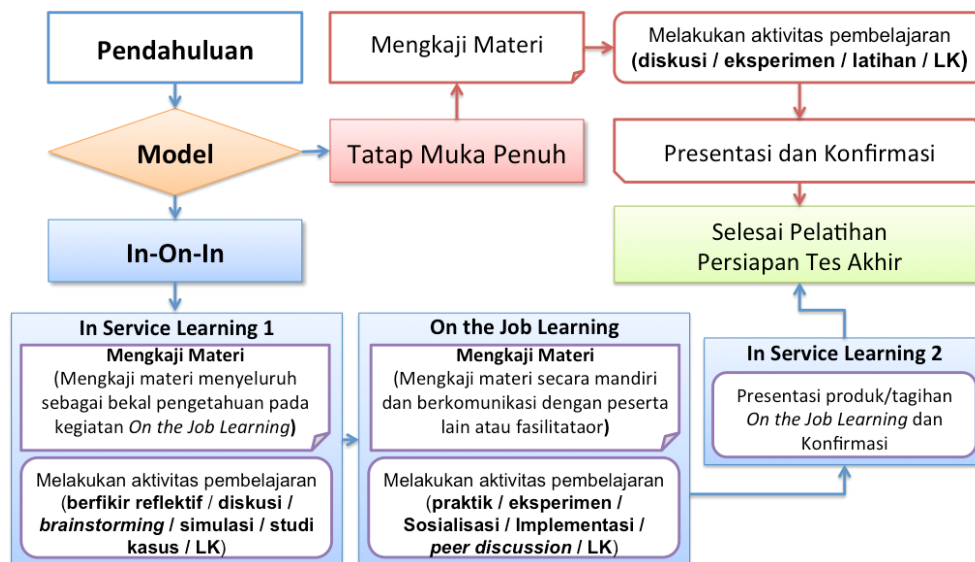 Pendahuluan
Model
Tatap Muka Penuh
Mengkaji Materi
Melakukan aktivitas pembelajaran
(diskusi / eksperimen / latihan / LK)
Presentasi dan Konfirmasi
Selesai Pelatihan
Persiapan Tes Akhir
In-On-In
In Service Learning 1
Mengkaji Materi
(Mengkaji materi menyeluruh
sebagai bekal pengetahuan pada
kegiatan On the Job Learning)
Melakukan aktivitas pembelajaran
(berfikir reflektif / diskusi /
brainstorming / simulasi / studi
kasus / LK)
On the Job Learning
Mengkaji Materi
(Mengkaji materi secara mandiri
dan berkomunikasi dengan peserta
lain atau fasilitataor)
Melakukan aktivitas pembelajaran
(praktik / eksperimen /
Sosialisasi / Implementasi /
peer discussion / LK)
In Service Learning 2
Presentasi produk/tagihan
On the Job Learning dan
Konfirmasi